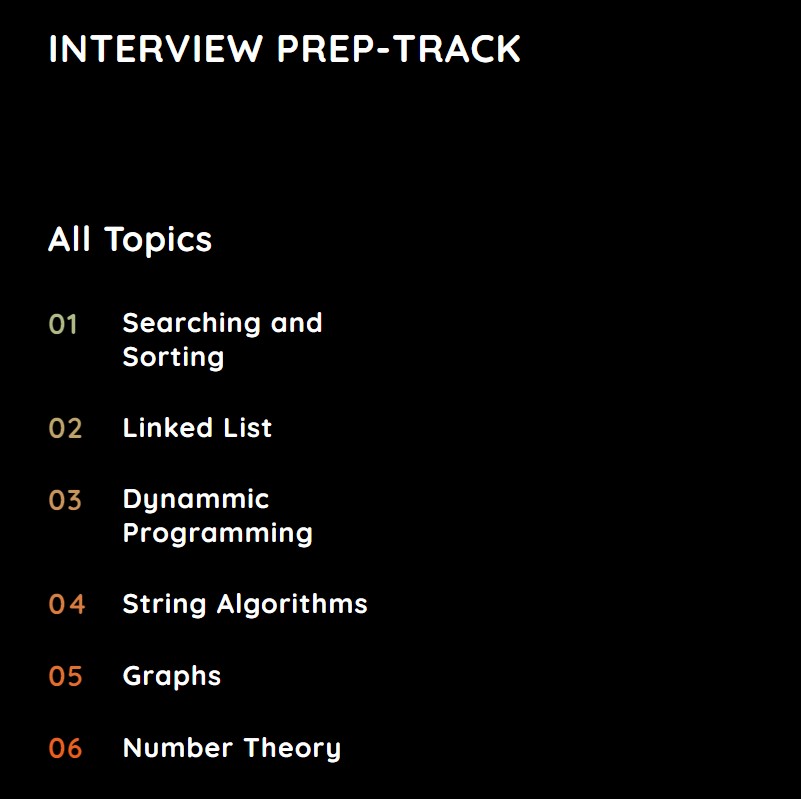 INTERVIEW PREP-TRACK
All Topics
01 Searching and
Sorting
02 Linked List
03 Dynammic
Programming
04 String Algorithms
05 Graphs
06 Number Theory